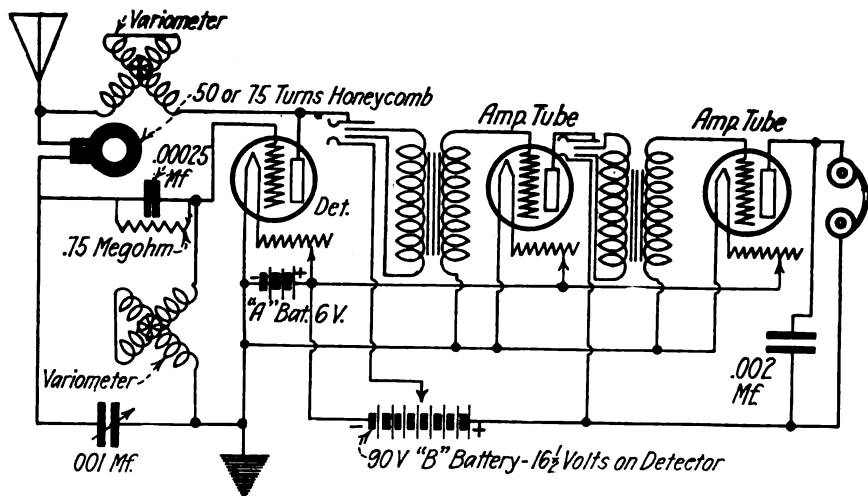 Variometer
.50 or 75 Turns Honeycomb
Amp. Tube
Amp. Tube
.00025
Mf.
Det.
.75 Megohm
- +
"A" Bat. 6 V.
Variometer
.002
Mf.
001 Mf.
- +
90 V "B" Battery - 16½ Volts on Detector